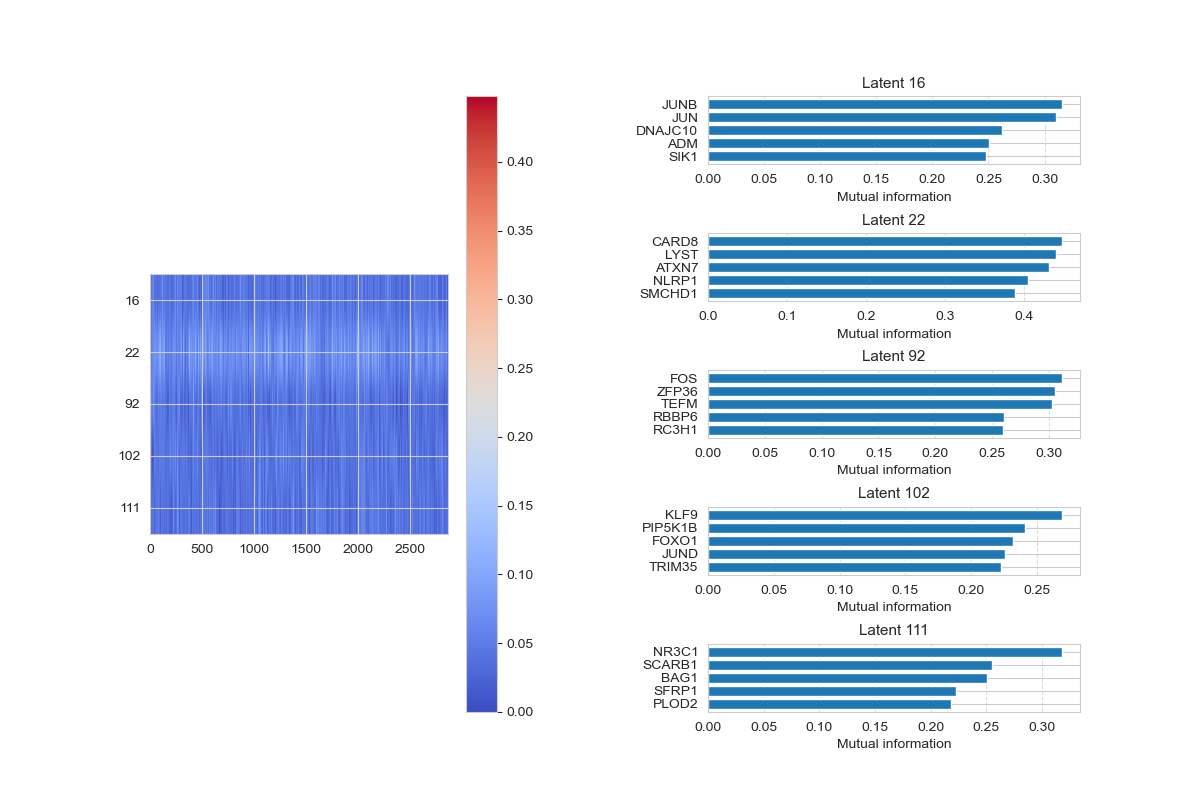 16
22
92
102
111
0 500 1000 1500 2000 2500
0.40
0.35
0.30
0.25
0.20
0.15
0.10
0.05
0.00
Latent 16
JUNB
JUN
DNAJC10
ADM
SIK1
0.00 0.05 0.10 0.15 0.20 0.25 0.30
Mutual information
Latent 22
CARD8
LYST
ATXN7
NLRP1
SMCHD1
0.0 0.1 0.2 0.3 0.4
Mutual information
Latent 92
FOS
ZFP36
TEFM
RBBP6
RC3H1
0.00 0.05 0.10 0.15 0.20 0.25 0.30
Mutual information
Latent 102
KLF9
PIP5K1B
FOXO1
JUND
TRIM35
0.00 0.05 0.10 0.15 0.20 0.25
Mutual information
Latent 111
NR3C1
SCARB1
BAG1
SFRP1
PLOD2
0.00 0.05 0.10 0.15 0.20 0.25 0.30
Mutual information